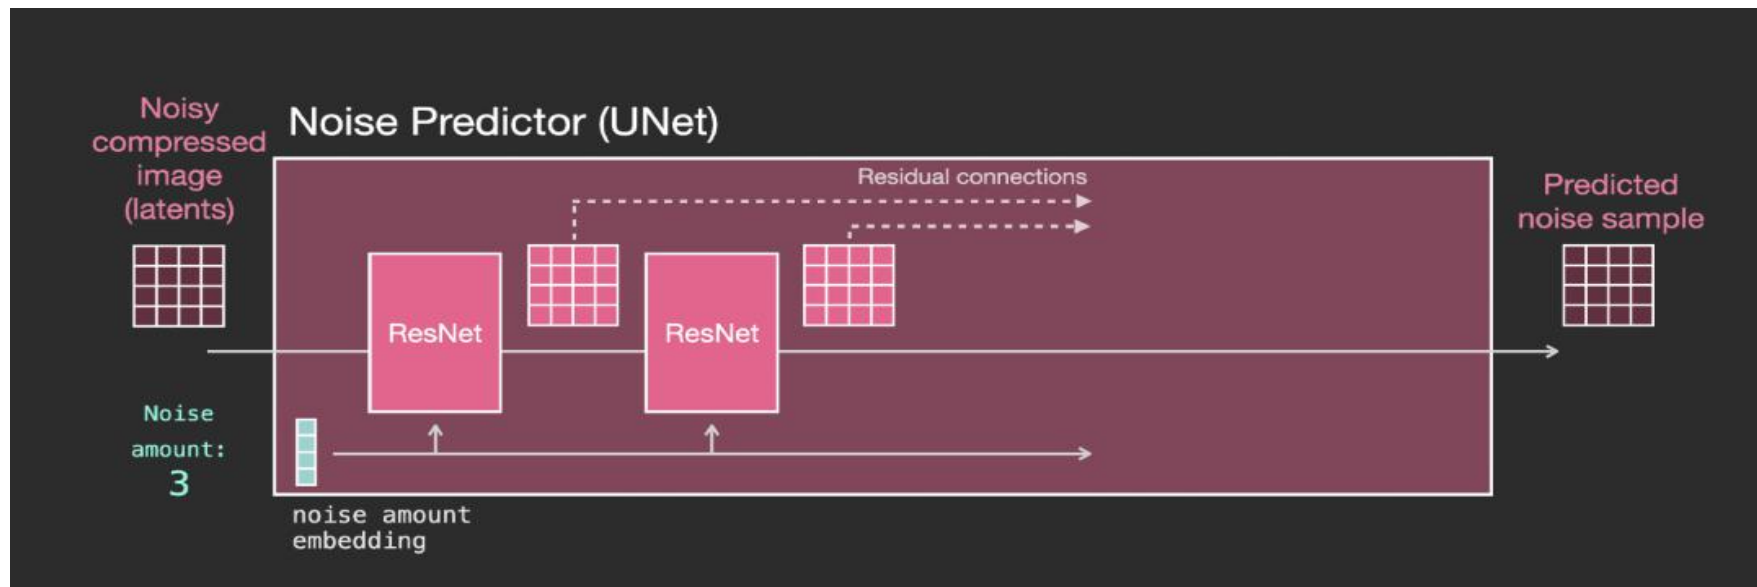 Noisy
compressed
image
(latents)
Noise Predictor (UNet)
Residual connections
Predicted
noise sample
ResNet
ResNet
Noise
amount:
3
noise amount
embedding